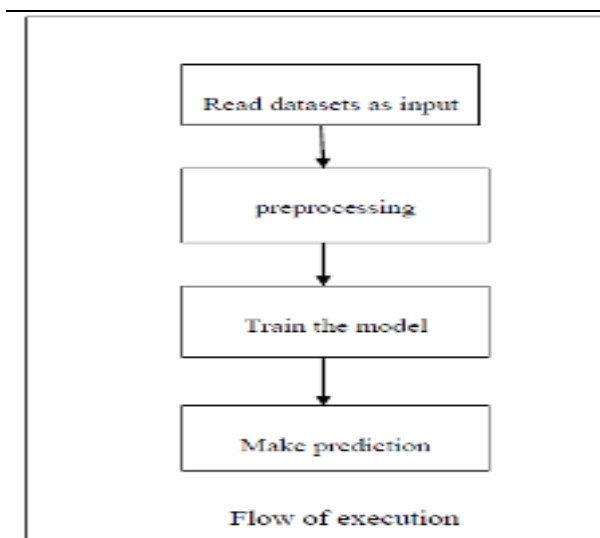 Read datasets as input
preprocessing
Train the model
Make prediction
Flow of execution